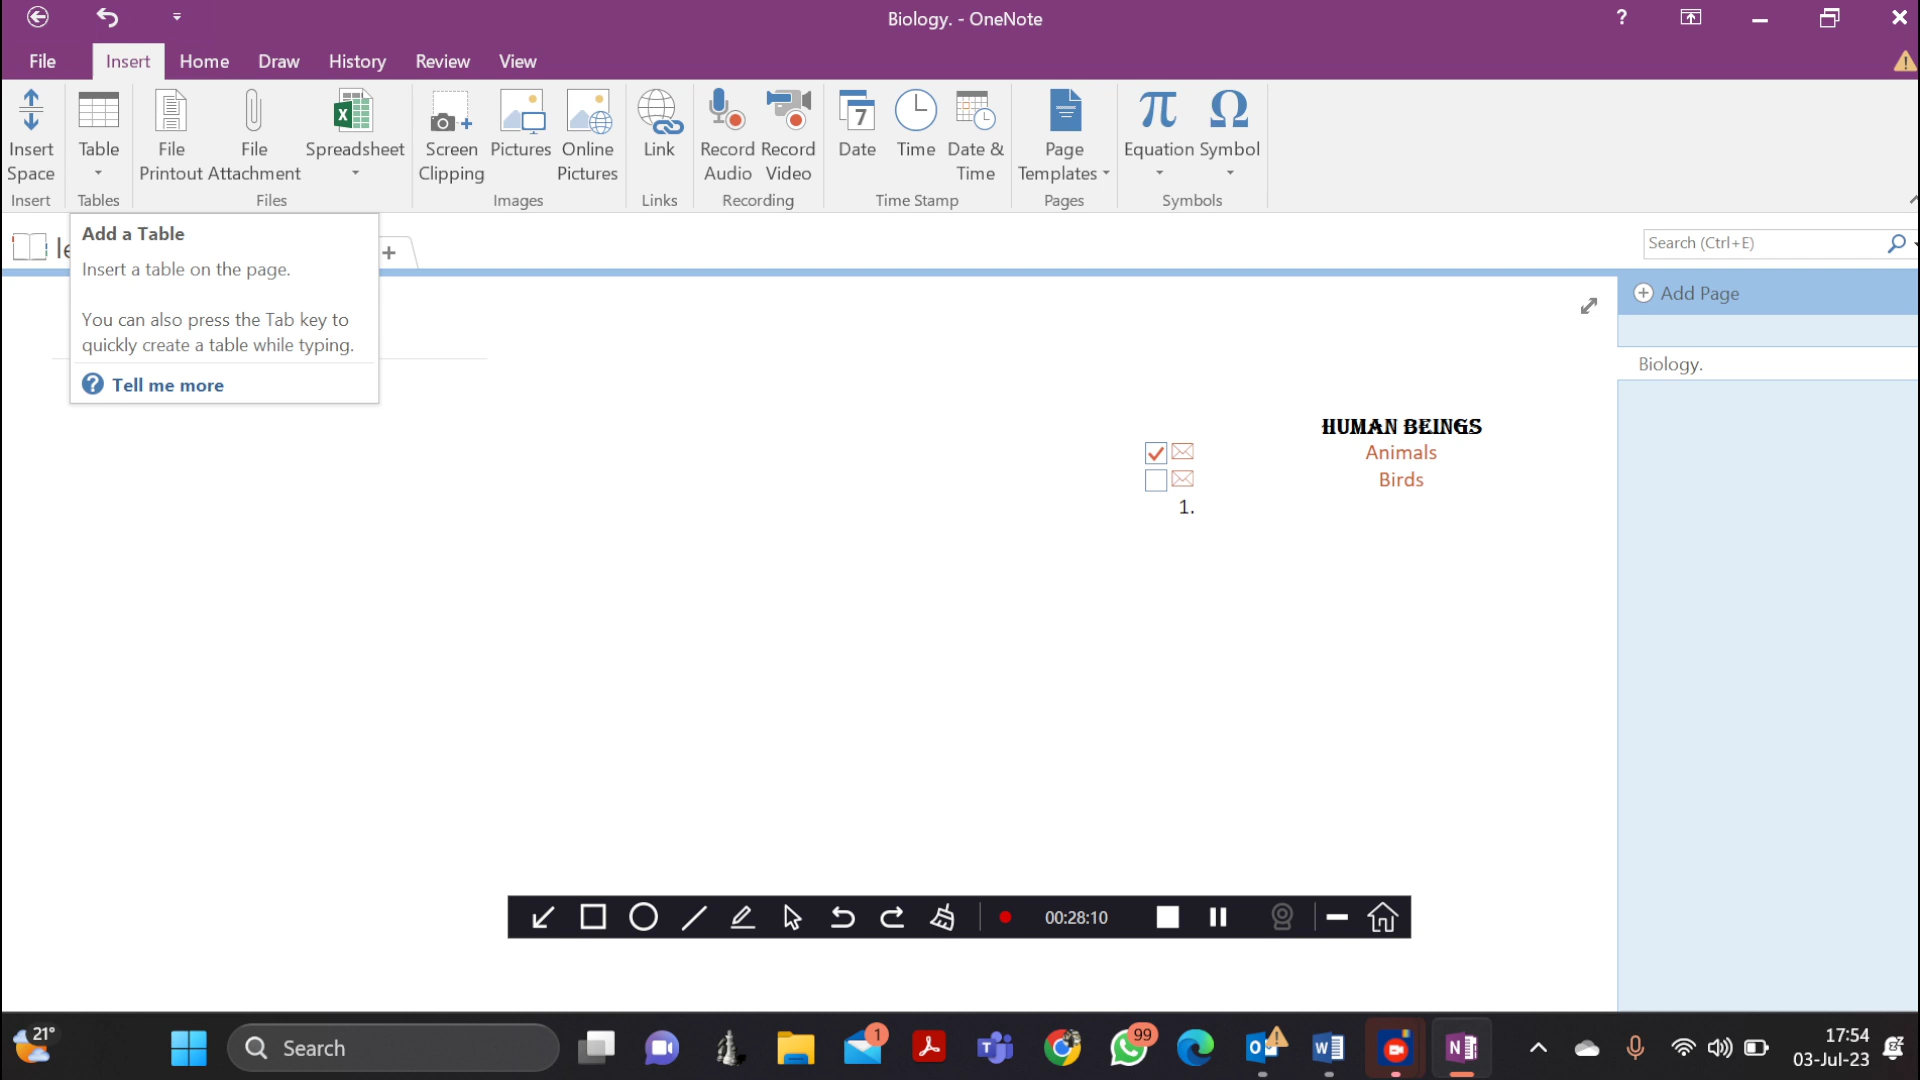 Biology. - OneNote
?
File Insert Home Draw History Review View
Insert Space
Table
File Printout
File Attachment
Spreadsheet
Screen Clipping
Pictures
Online Pictures
Link
Record Audio
Record Video
Date
Time
Date & Time
Page Templates
Equation
Symbol
Insert Tables Files Images Links Recording Time Stamp Pages Symbols
Add a Table
Insert a table on the page.
You can also press the Tab key to
quickly create a table while typing.
Tell me more
Search (Ctrl+E)
Add Page
Biology.
HUMAN BEINGS
Animals
Birds
1.
00:28:10
21°
Search
1
99
17:54
03-Jul-23